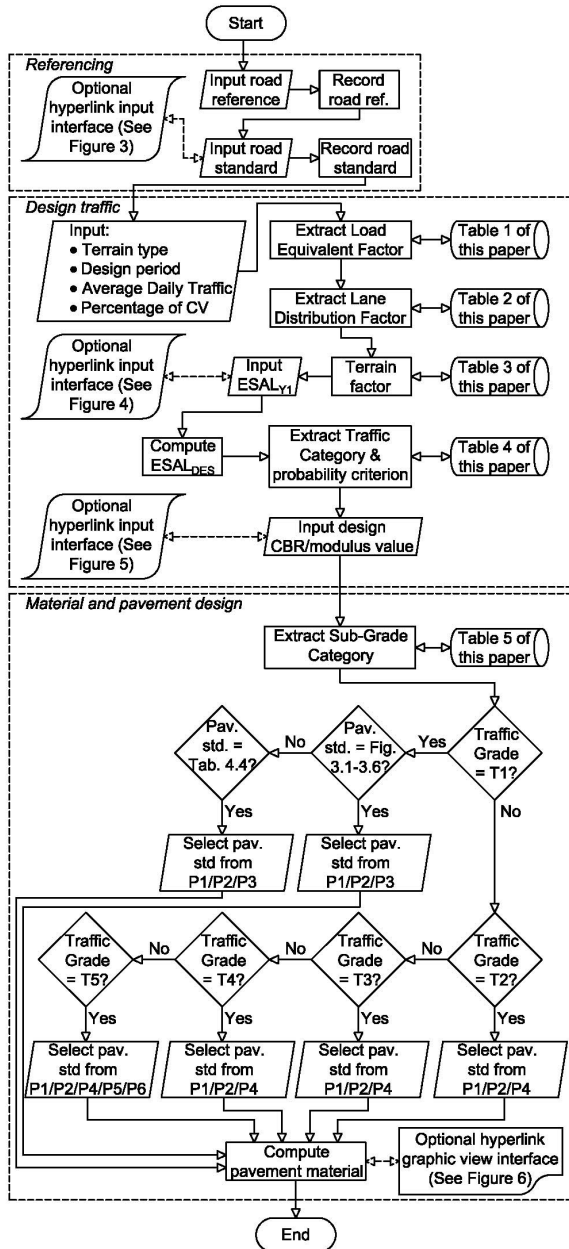 Start
Referencing
Optional
hyperlink input
interface (See
Figure 3)
Input road
reference
Record
road ref.
Input road
standard
Record road
standard
Design traffic
Input:
● Terrain type
● Design period
● Average Daily Traffic
● Percentage of CV
Extract Load
Equivalent Factor
Table 1 of
this paper
Extract Lane
Distribution Factor
Table 2 of
this paper
Optional
hyperlink input
interface (See
Figure 4)
Input
ESALY1
Terrain
factor
Table 3 of
this paper
Compute
ESALDES
Extract Traffic
Category &
probability criterion
Table 4 of
this paper
Optional
hyperlink input
interface (See
Figure 5)
Input design
CBR/modulus value
Material and pavement design
Extract Sub-Grade
Category
Table 5 of
this paper
Pav.
std. =
Tab. 4.4?
No
Pav.
std. = Fig.
3.1-3.6?
Yes
Traffic
Grade
= T1?
Yes
Yes
No
Select pav.
std from
P1/P2/P3
Select pav.
std from
P1/P2/P3
Traffic
Grade
= T5?
No
Traffic
Grade
= T4?
No
Traffic
Grade
= T3?
No
Traffic
Grade
= T2?
Yes
Yes
Yes
Yes
Select pav.
std from
P1/P2/P4/P5/P6
Select pav.
std from
P1/P2/P4
Select pav.
std from
P1/P2/P4
Select pav.
std from
P1/P2/P4
Compute
pavement material
Optional hyperlink
graphic view interface
(See Figure 6)
End